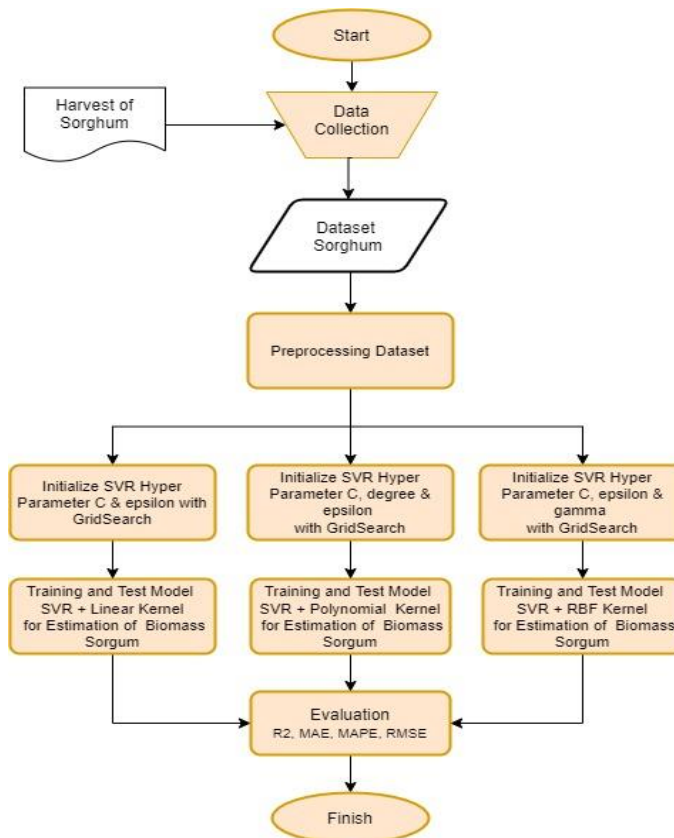 Start
Harvest of
Sorghum
Data
Collection
Dataset
Sorghum
Preprocessing Dataset
Initialize SVR Hyper
Parameter C & epsilon with
GridSearch
Initialize SVR Hyper
Parameter C, degree &
epsilon
with GridSearch
Initialize SVR Hyper
Parameter C, epsilon &
gamma
with GridSearch
Training and Test Model
SVR + Linear Kernel
for Estimation of Biomass
Sorgum
Training and Test Model
SVR + Polynomial Kernel
for Estimation of Biomass
Sorgum
Training and Test Model
SVR + RBF Kernel
for Estimation of Biomass
Sorgum
Evaluation
R2, MAE, MAPE, RMSE
Finish